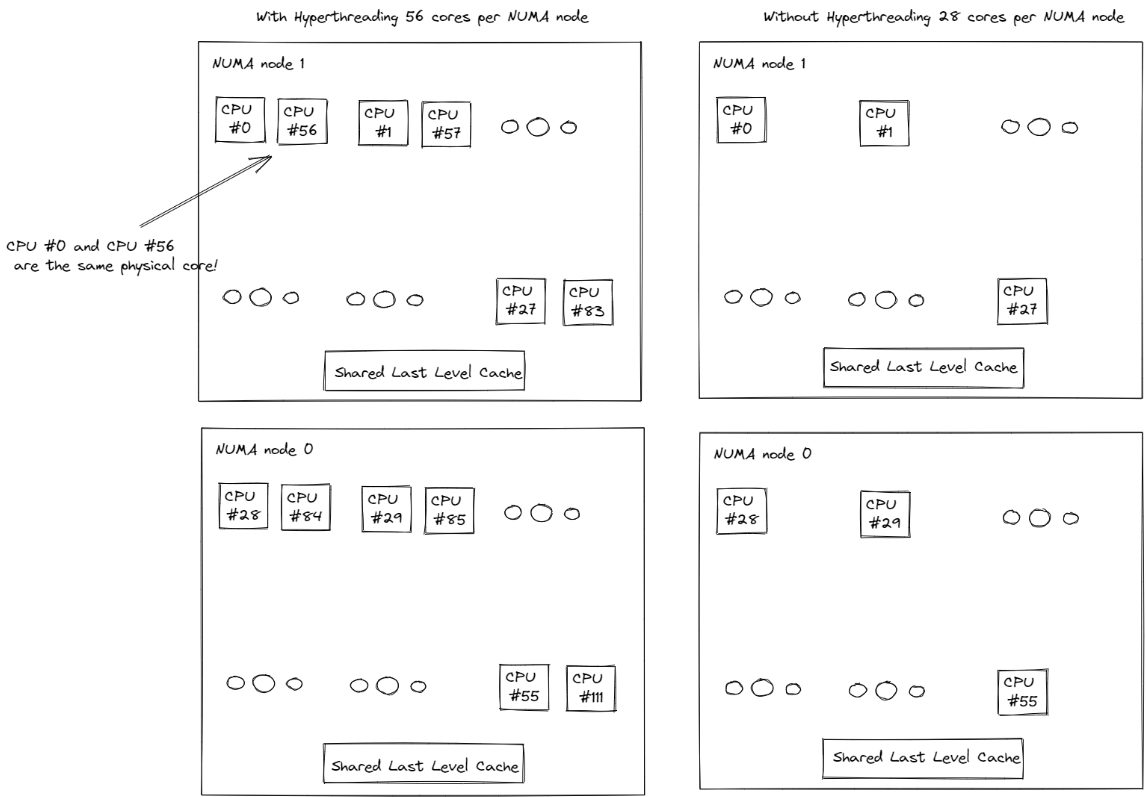 With Hyperthreading 56 cores per NUMA node
NUMA node 1
CPU
#0
CPU
#56
CPU
#1
CPU
#57
CPU #0 and CPU #56
are the same physical core!
CPU
#27
CPU
#83
Shared Last Level Cache
NUMA node 0
CPU
#28
CPU
#84
CPU
#29
CPU
#85
CPU
#55
CPU
#111
Shared Last Level Cache
Without Hyperthreading 28 cores per NUMA node
NUMA node 1
CPU
#0
CPU
#1
CPU
#27
Shared Last Level Cache
NUMA node 0
CPU
#28
CPU
#29
CPU
#55
Shared Last Level Cache